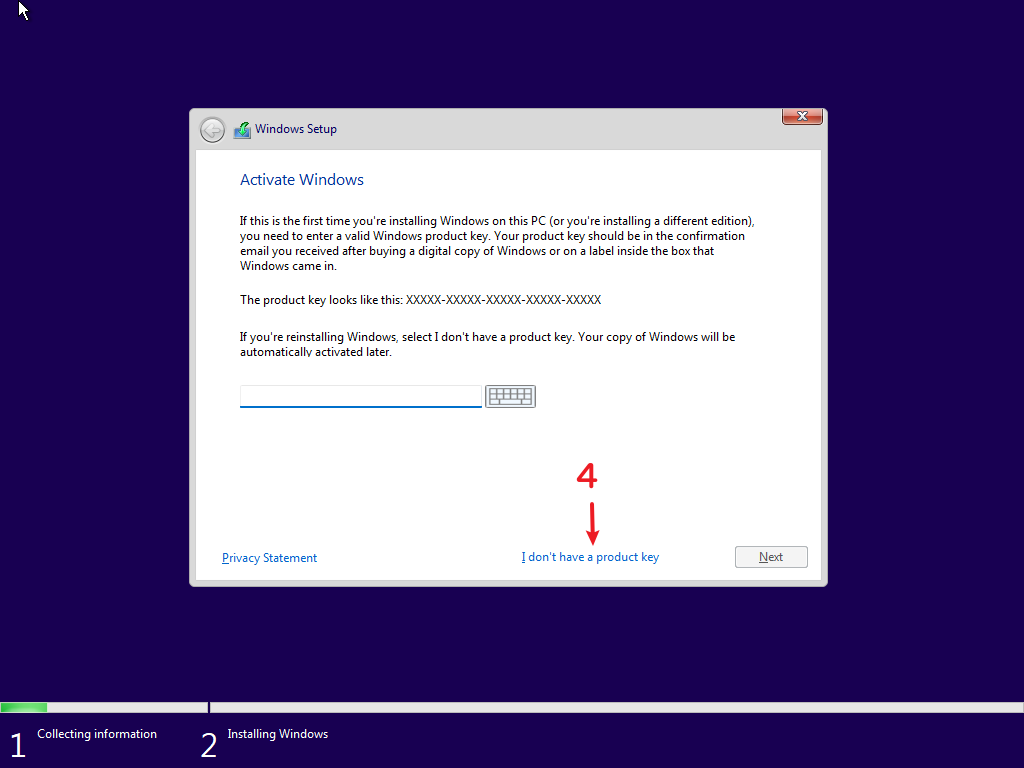 Windows Setup
Activate Windows
If this is the first time you're installing Windows on this PC (or you're installing a different edition),
you need to enter a valid Windows product key. Your product key should be in the confirmation
email you received after buying a digital copy of Windows or on a label inside the box that
Windows came in.
The product key looks like this: XXXXX-XXXXX-XXXXX-XXXXX-XXXXX
If you're reinstalling Windows, select I don't have a product key. Your copy of Windows will be
automatically activated later.
4
Privacy Statement
I don't have a product key
Next
1 Collecting information
2 Installing Windows